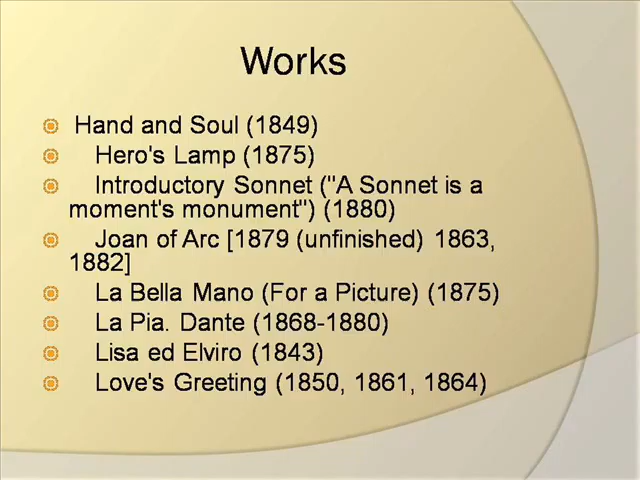 Works
Hand and Soul (1849)
Hero's Lamp (1875)
Introductory Sonnet ("A Sonnet is a
moment's monument") (1880)
Joan of Arc [1879 (unfinished) 1863,
1882]
La Bella Mano (For a Picture) (1875)
La Pia. Dante (1868-1880)
Lisa ed Elviro (1843)
Love's Greeting (1850, 1861, 1864)